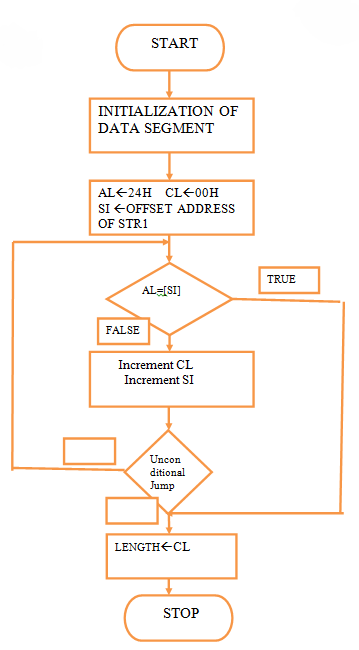 START
INITIALIZATION OF
DATA SEGMENT
AL←24H CL←00H
SI ←OFFSET ADDRESS
OF STR1
AL=[SI]
TRUE
FALSE
Increment CL
Increment SI
Uncon
ditional
Jump
LENGTH←CL
STOP